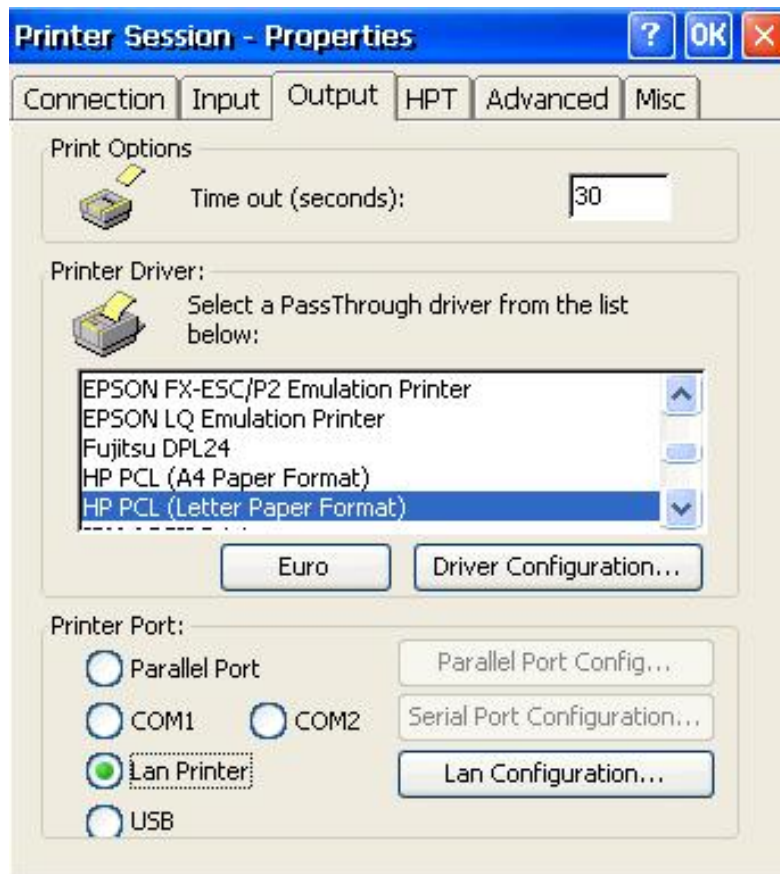 Printer Session - Properties ? OK
Connection Input Output HPT Advanced Misc
Print Options
Time out (seconds): 30
Printer Driver:
Select a PassThrough driver from the list
below:
EPSON FX-ESC/P2 Emulation Printer
EPSON LQ Emulation Printer
Fujitsu DPL24
HP PCL (A4 Paper Format)
HP PCL (Letter Paper Format)
Euro Driver Configuration...
Printer Port:
Parallel Port Parallel Port Config...
COM1 COM2 Serial Port Configuration...
Lan Printer Lan Configuration...
USB